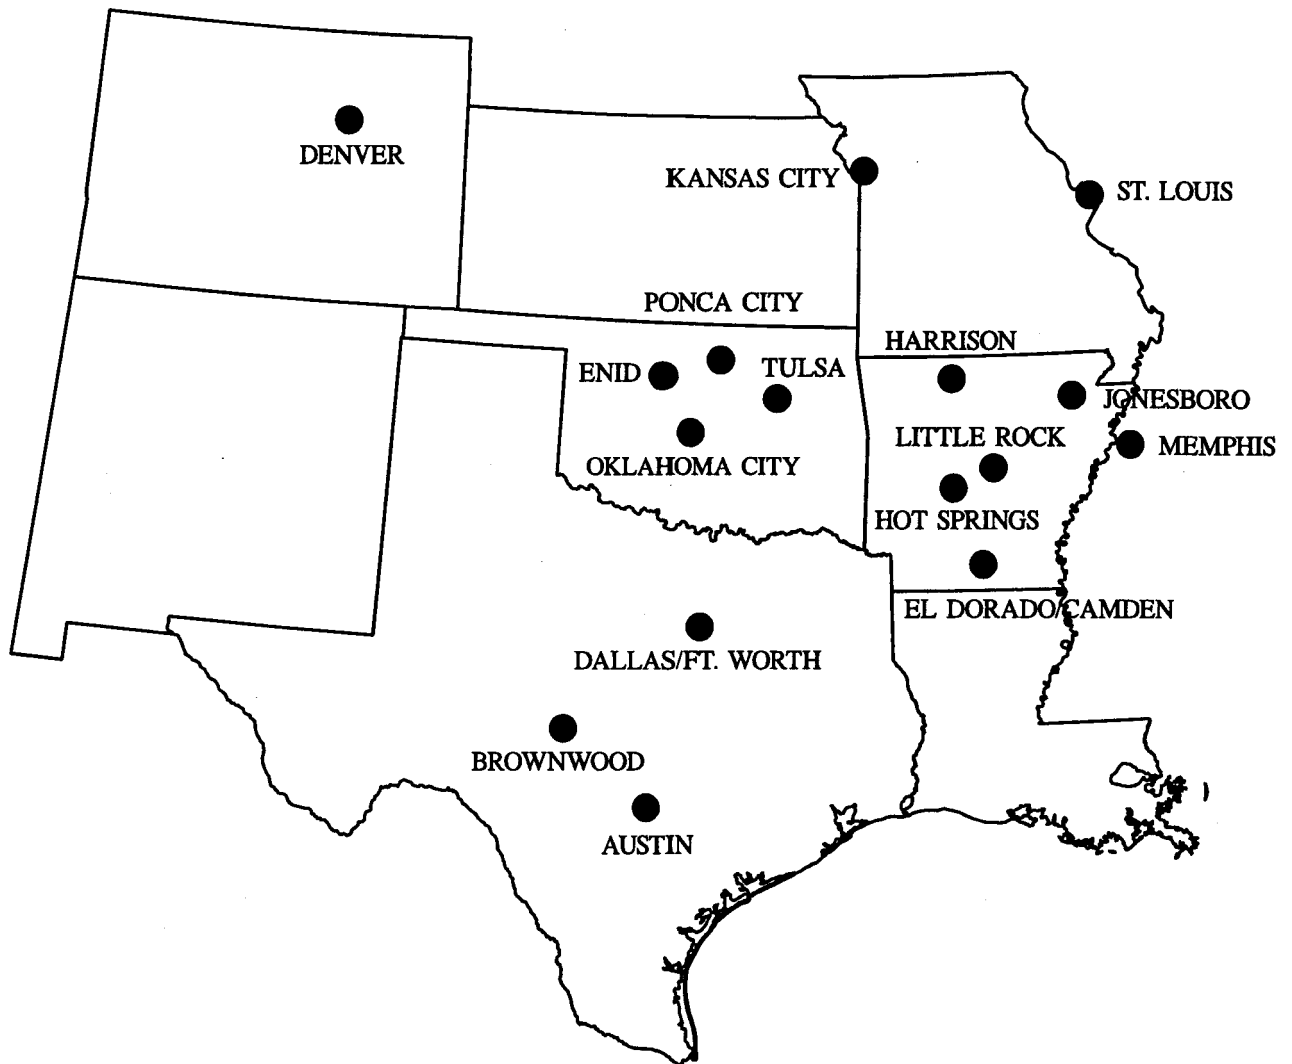 DENVER
KANSAS CITY
ST. LOUIS
PONCA CITY
HARRISON
ENID
TULSA
JONESBORO
LITTLE ROCK
MEMPHIS
OKLAHOMA CITY
HOT SPRINGS
EL DORADO/CAMDEN
DALLAS/FT. WORTH
BROWNWOOD
AUSTIN